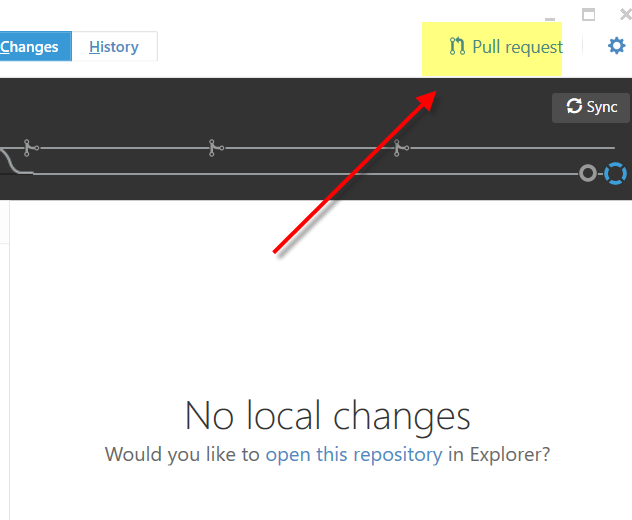 Changes History Pull request
Sync
No local changes
Would you like to open this repository in Explorer?